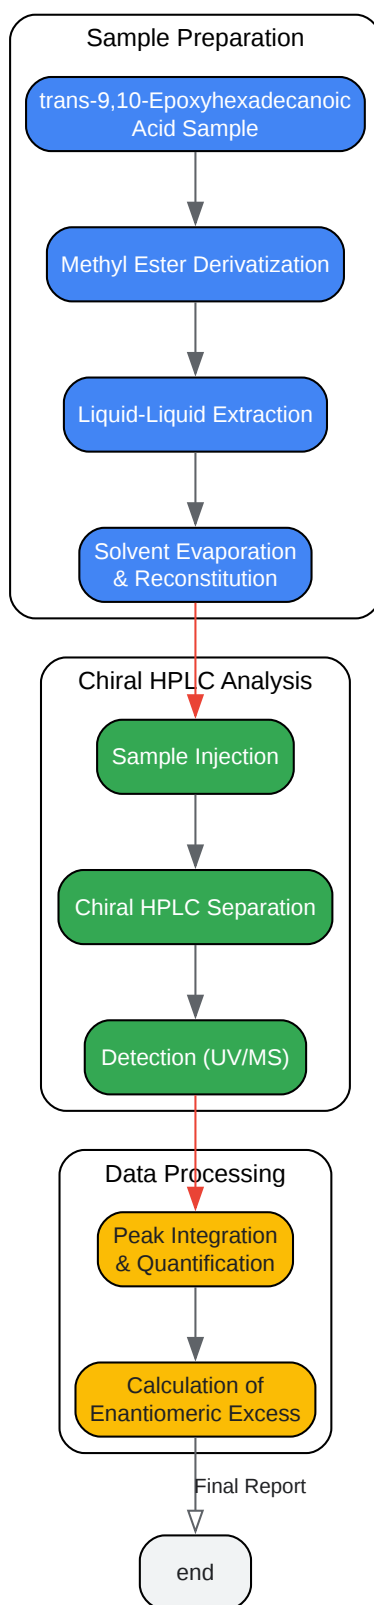 Sample Preparation
trans-9,10-Epoxyhexadecanoic
Acid Sample
Methyl Ester Derivatization
Liquid-Liquid Extraction
Solvent Evaporation
& Reconstitution
Chiral HPLC Analysis
Sample Injection
Chiral HPLC Separation
Detection (UV/MS)
Data Processing
Peak Integration
& Quantification
Calculation of
Enantiomeric Excess
Final Report
end